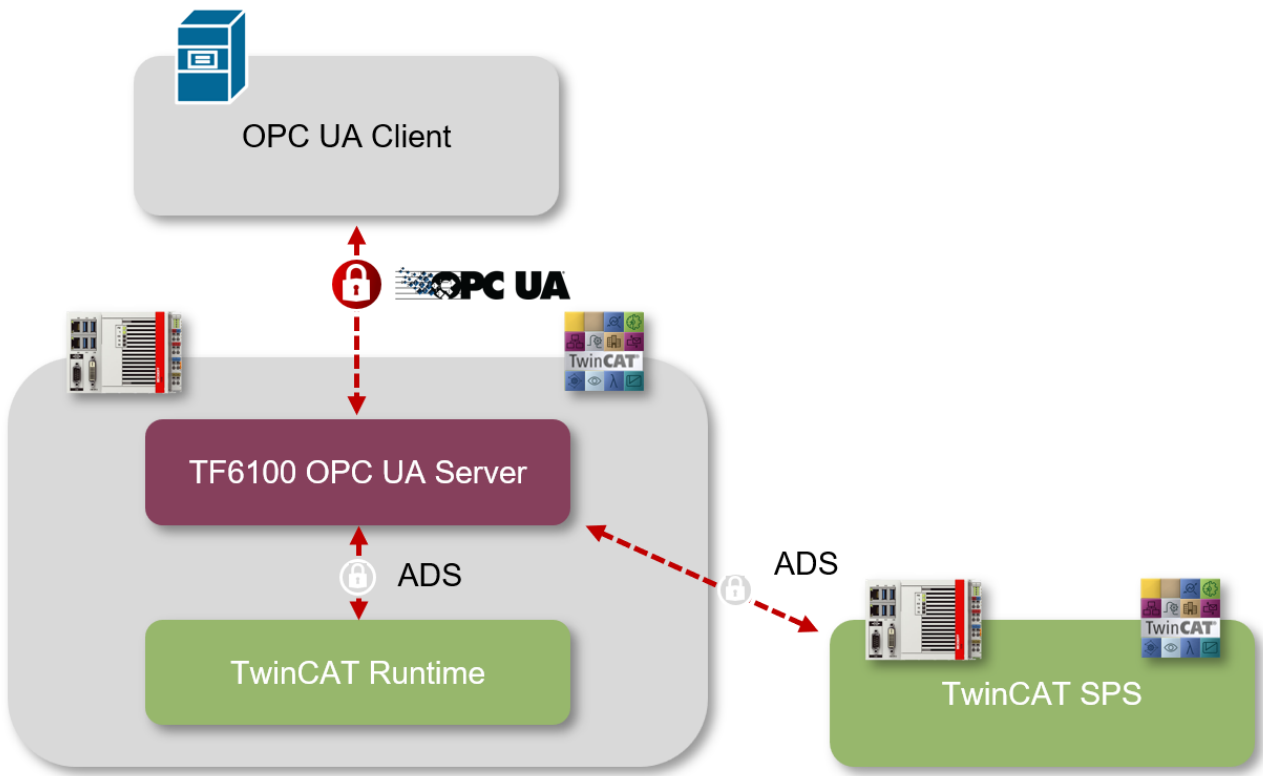 OPC UA Client
OPC UA
TwinCAT®
TF6100 OPC UA Server
ADS
ADS
TwinCAT Runtime
TwinCAT®
TwinCAT SPS